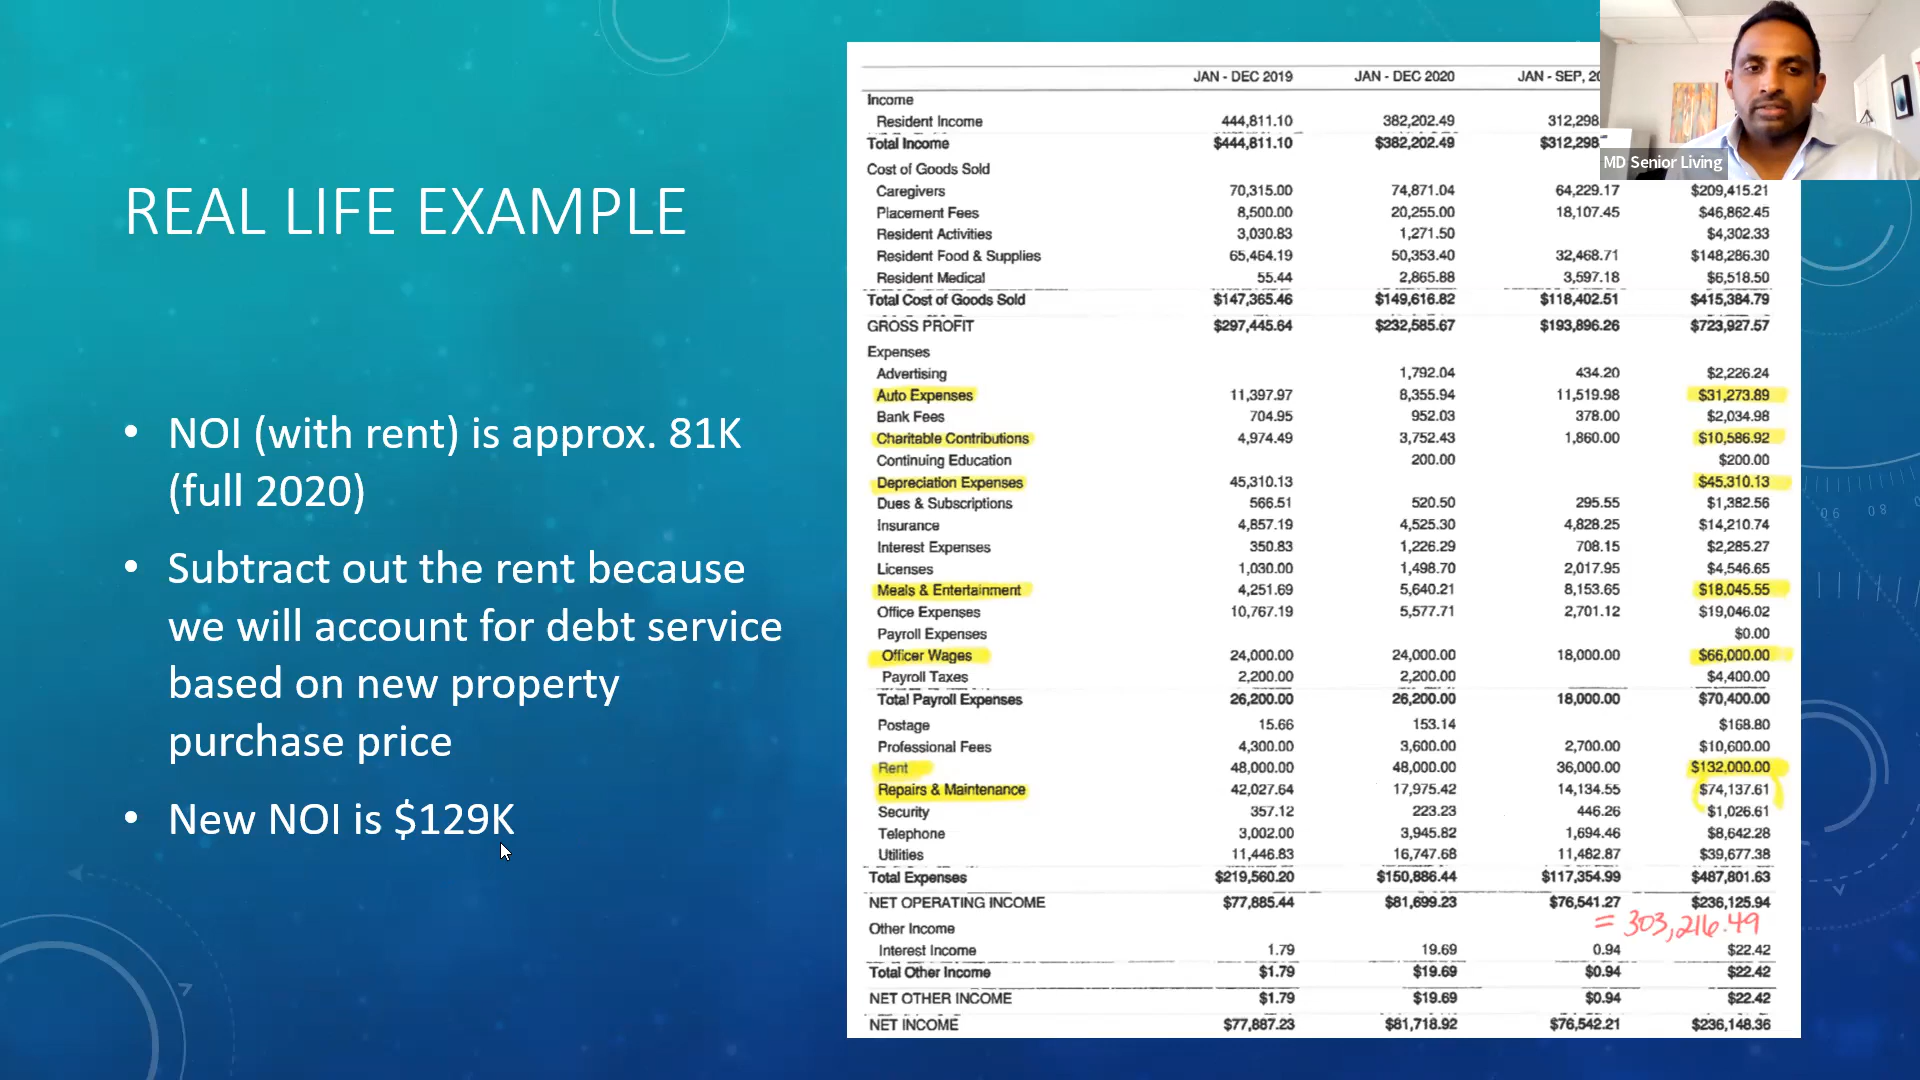 REAL LIFE EXAMPLE
• NOI (with rent) is approx. 81K
(full 2020)
• Subtract out the rent because
we will account for debt service
based on new property
purchase price
• New NOI is $129K
JAN - DEC 2019 JAN - DEC 2020 JAN - SEP, 20
Income
Resident Income 444,811.10 382,202.49 312,298
Total Income $444,811.10 $382,202.49 $312,298
Cost of Goods Sold
Caregivers 70,315.00 74,871.04 64,229.17 $209,415.21
Placement Fees 8,500.00 20,255.00 18,107.45 $46,862.45
Resident Activities 3,030.83 1,271.50 $4,302.33
Resident Food & Supplies 65,464.19 50,353.40 32,468.71 $148,286.30
Resident Medical 55.44 2,865.88 3,597.18 $6,518.50
Total Cost of Goods Sold $147,365.46 $149,616.82 $118,402.51 $415,384.79
GROSS PROFIT $297,445.64 $232,585.67 $193,896.26 $723,927.57
Expenses
Advertising 1,792.04 434.20 $2,226.24
Auto Expenses 11,397.97 8,355.94 11,519.98 $31,273.89
Bank Fees 704.95 952.03 378.00 $2,034.98
Charitable Contributions 4,974.49 3,752.43 1,860.00 $10,586.92
Continuing Education 200.00 $200.00
Depreciation Expenses 45,310.13 $45,310.13
Dues & Subscriptions 566.51 520.50 295.55 $1,382.56
Insurance 4,857.19 4,525.30 4,828.25 $14,210.74
Interest Expenses 350.83 1,226.29 708.15 $2,285.27
Licenses 1,030.00 1,498.70 2,017.95 $4,546.65
Meals & Entertainment 4,251.69 5,640.21 8,153.65 $18,045.55
Office Expenses 10,767.19 5,577.71 2,701.12 $19,046.02
Payroll Expenses $0.00
Officer Wages 24,000.00 24,000.00 18,000.00 $66,000.00
Payroll Taxes 2,200.00 2,200.00 $4,400.00
Total Payroll Expenses 26,200.00 26,200.00 18,000.00 $70,400.00
Postage 15.66 153.14 $168.80
Professional Fees 4,300.00 3,600.00 2,700.00 $10,600.00
Rent 48,000.00 48,000.00 36,000.00 $132,000.00
Repairs & Maintenance 42,027.64 17,975.42 14,134.55 $74,137.61
Security 357.12 223.23 446.26 $1,026.61
Telephone 3,002.00 3,945.82 1,694.46 $8,642.28
Utilities 11,446.83 16,747.68 11,482.87 $39,677.38
Total Expenses $219,560.20 $150,886.44 $117,354.99 $487,801.63
NET OPERATING INCOME $77,885.44 $81,699.23 $76,541.27 $236,125.94
= 303,216.49
Other Income
Interest Income 1.79 19.69 0.94 $22.42
Total Other Income $1.79 $19.69 $0.94 $22.42
NET OTHER INCOME $1.79 $19.69 $0.94 $22.42
NET INCOME $77,887.23 $81,718.92 $76,542.21 $236,148.36
MD Senior Living
06 08